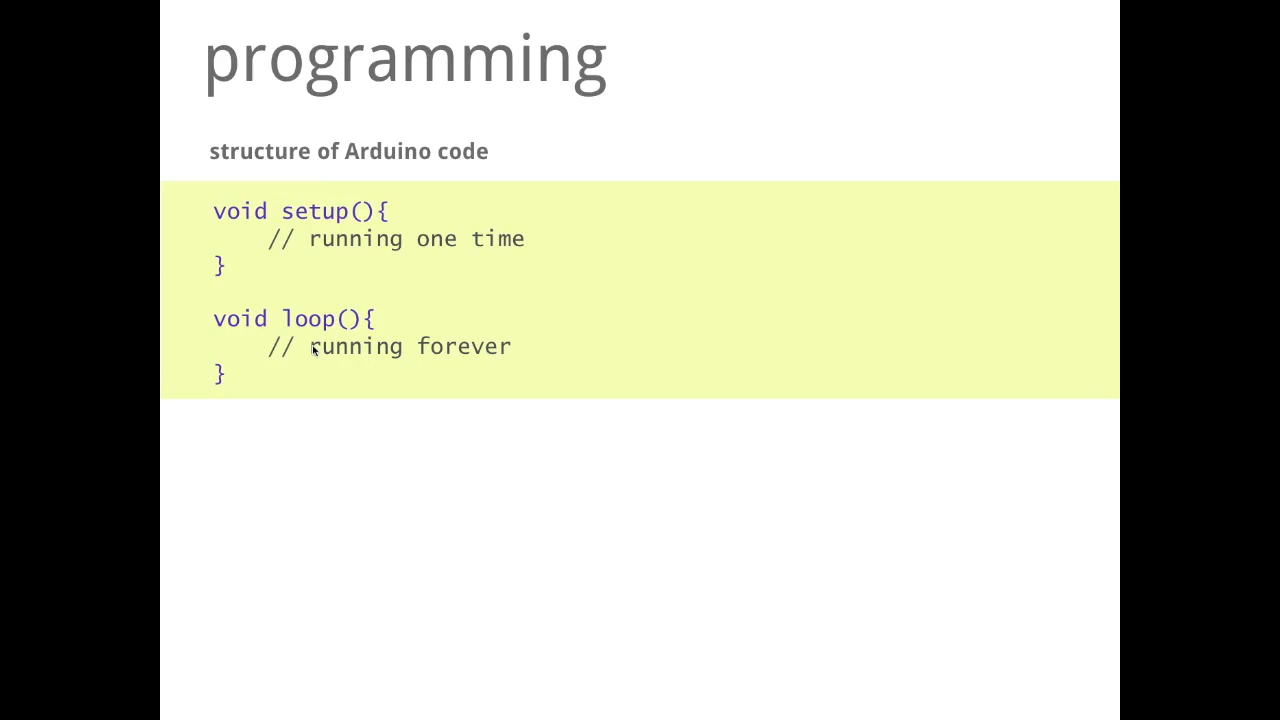 programming
structure of Arduino code
void setup(){
    // running one time
}
void loop(){
    // running forever
}